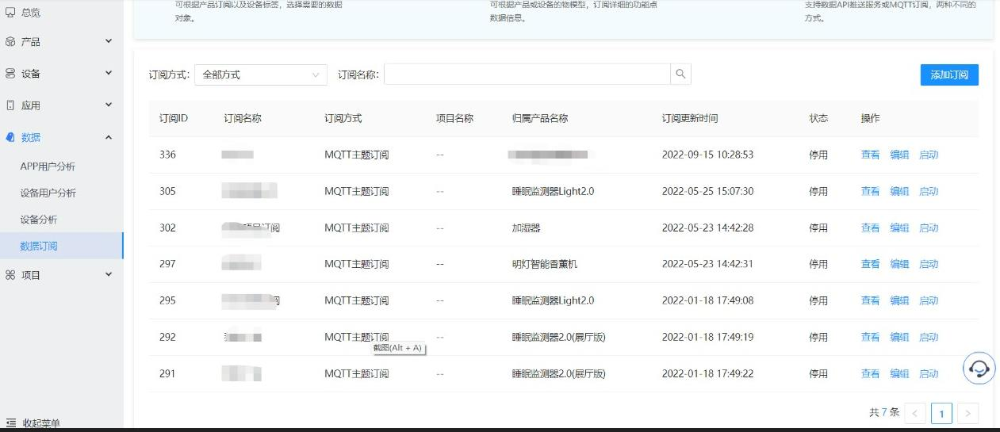 总览
可根据产品订阅以及设备标签，选择需要的数据
对象。
可根据产品或设备的物模型，订阅详细的功能点
数据信息。
支持数据API推送服务或MQTT订阅，两种不同的
方式。
产品
设备
应用
数据
APP用户分析
设备用户分析
设备分析
数据订阅
项目
收起菜单
订阅方式： 全部方式 订阅名称： 添加订阅
订阅ID 订阅名称 订阅方式 项目名称 归属产品名称 订阅更新时间 状态 操作
336 MQTT主题订阅 -- 2022-09-15 10:28:53 停用 查看 编辑 启动
305 MQTT主题订阅 -- 睡眠监测器Light2.0 2022-05-25 15:07:30 停用 查看 编辑 启动
302 订阅 MQTT主题订阅 -- 加湿器 2022-05-23 14:42:28 停用 查看 编辑 启动
297 MQTT主题订阅 -- 明灯智能香薰机 2022-05-23 14:42:31 停用 查看 编辑 启动
295 MQTT主题订阅 -- 睡眠监测器Light2.0 2022-01-18 17:49:08 停用 查看 编辑 启动
292 MQTT主题订阅 -- 睡眠监测器2.0(展厅版) 2022-01-18 17:49:19 停用 查看 编辑 启动
截图(Alt + A)
291 MQTT主题订阅 -- 睡眠监测器2.0(展厅版) 2022-01-18 17:49:22 停用 查看 编辑 启动
共 7 条 < 1 >